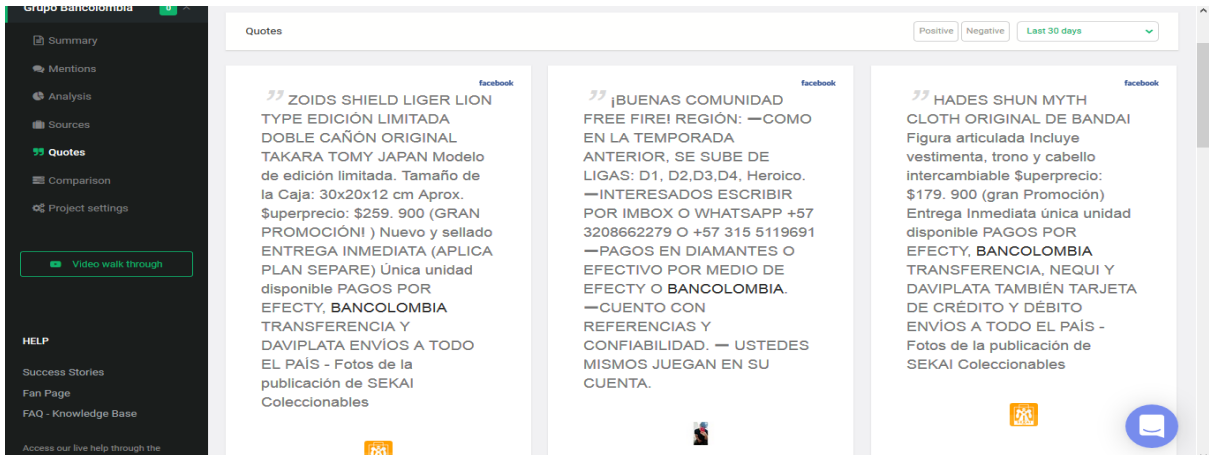 Grupo Bancolombia 0
Summary
Mentions
Analysis
Sources
Quotes
Comparison
Project settings
Video walk through
HELP
Success Stories
Fan Page
FAQ - Knowledge Base
Access our live help through the
Quotes
Positive
Negative
Last 30 days
facebook
ZOIDS SHIELD LIGER LION
TYPE EDICIÓN LIMITADA
DOBLE CAÑÓN ORIGINAL
TAKARA TOMY JAPAN Modelo
de edición limitada. Tamaño de
la Caja: 30x20x12 cm Aprox.
$uperprecio: $259. 900 (GRAN
PROMOCIÓN! ) Nuevo y sellado
ENTREGA INMEDIATA (APLICA
PLAN SEPARE) Única unidad
disponible PAGOS POR
EFECTY, BANCOLOMBIA
TRANSFERENCIA Y
DAVIPLATA ENVÍOS A TODO
EL PAÍS - Fotos de la
publicación de SEKAI
Coleccionables
facebook
¡BUENAS COMUNIDAD
FREE FIRE! REGIÓN: —COMO
EN LA TEMPORADA
ANTERIOR, SE SUBE DE
LIGAS: D1, D2,D3,D4, Heroico.
—INTERESADOS ESCRIBIR
POR IMBOX O WHATSAPP +57
3208662279 O +57 315 5119691
—PAGOS EN DIAMANTES O
EFECTIVO POR MEDIO DE
EFECTY O BANCOLOMBIA.
—CUENTO CON
REFERENCIAS Y
CONFIABILIDAD. — USTEDES
MISMOS JUEGAN EN SU
CUENTA.
facebook
HADES SHUN MYTH
CLOTH ORIGINAL DE BANDAI
Figura articulada Incluye
vestimenta, trono y cabello
intercambiable $uperprecio:
$179. 900 (gran Promoción)
Entrega Inmediata única unidad
disponible PAGOS POR
EFECTY, BANCOLOMBIA
TRANSFERENCIA, NEQUI Y
DAVIPLATA TAMBIÉN TARJETA
DE CRÉDITO Y DÉBITO
ENVÍOS A TODO EL PAÍS -
Fotos de la publicación de
SEKAI Coleccionables